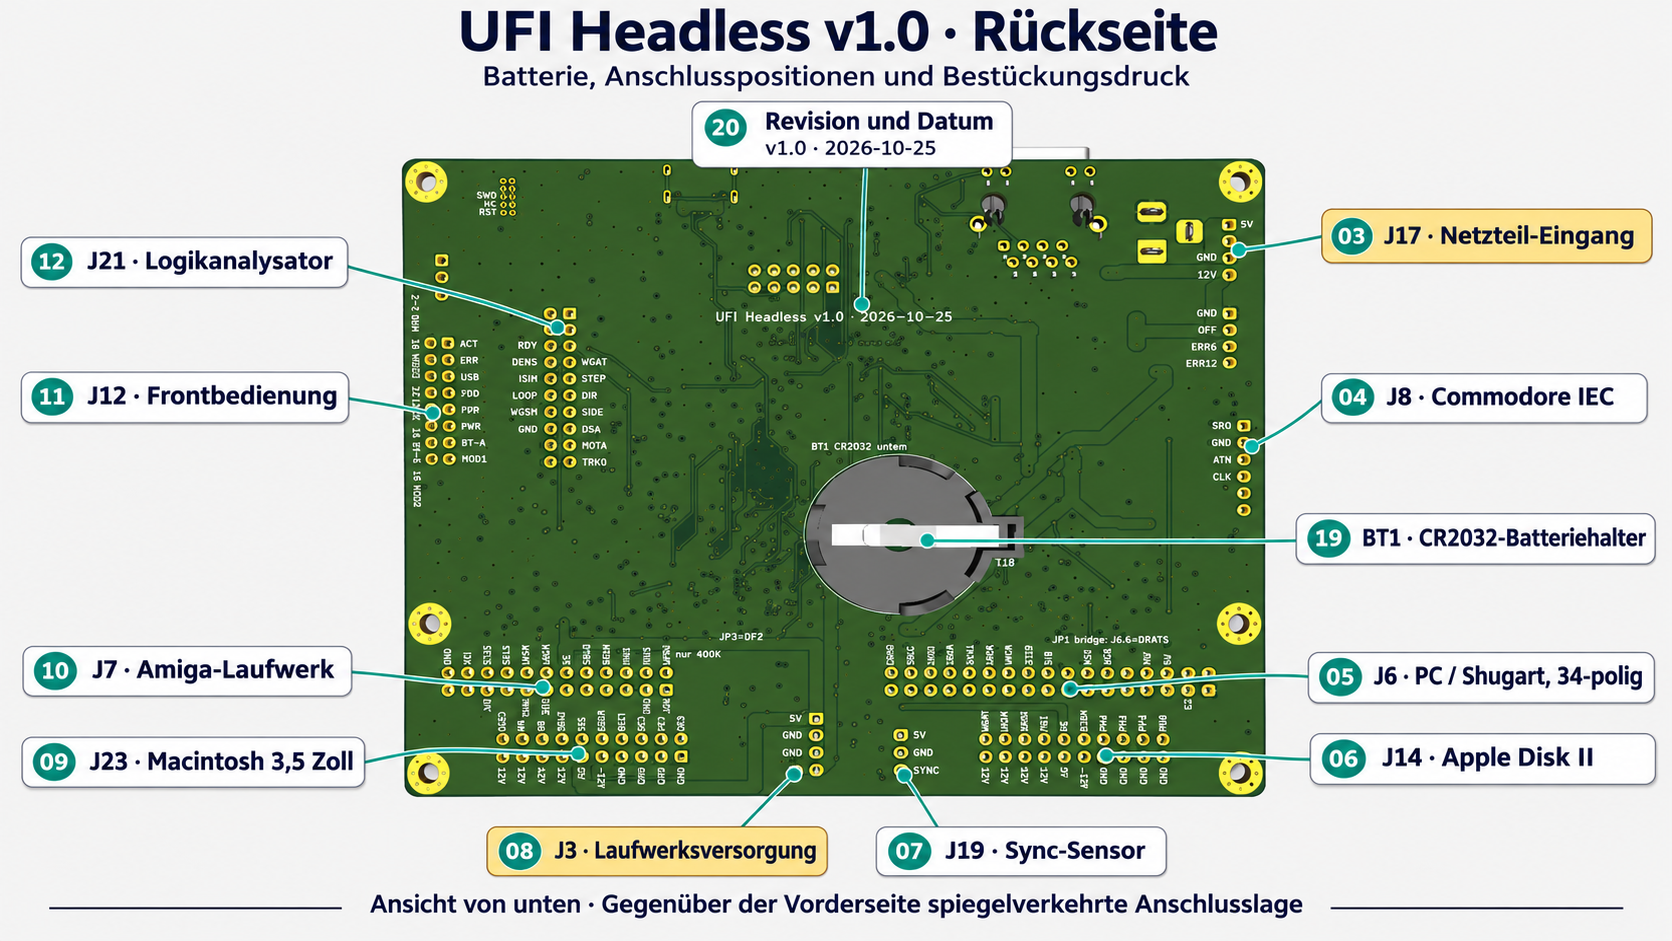 UFI Headless v1.0 · Rückseite
Batterie, Anschlusspositionen und Bestückungsdruck
20 Revision und Datum
v1.0 · 2026-10-25
12 J21 · Logikanalysator
11 J12 · Frontbedienung
10 J7 · Amiga-Laufwerk
09 J23 · Macintosh 3,5 Zoll
08 J3 · Laufwerksversorgung
07 J19 · Sync-Sensor
03 J17 · Netzteil-Eingang
04 J8 · Commodore IEC
19 BT1 · CR2032-Batteriehalter
05 J6 · PC / Shugart, 34-polig
06 J14 · Apple Disk II
SWD
RST
5V
GND
12V
GND
OFF
ERR6
ERR12
UFI Headless v1.0 · 2026-10-25
ACT
ERR
USB
PWR
BT-A
MOD1
RDY
DENS
ISIM
LOOP
WGSM
GND
WGAT
STEP
DIR
SIDE
DSA
MOTA
TRK0
BT1 CR2032 untem
SRO
GND
ATN
CLK
JP3=DF2
nur 400K
JP1 bridge: J6.6=DRATS
5V
GND
GND
5V
GND
SYNC
Ansicht von unten · Gegenüber der Vorderseite spiegelverkehrte Anschlusslage